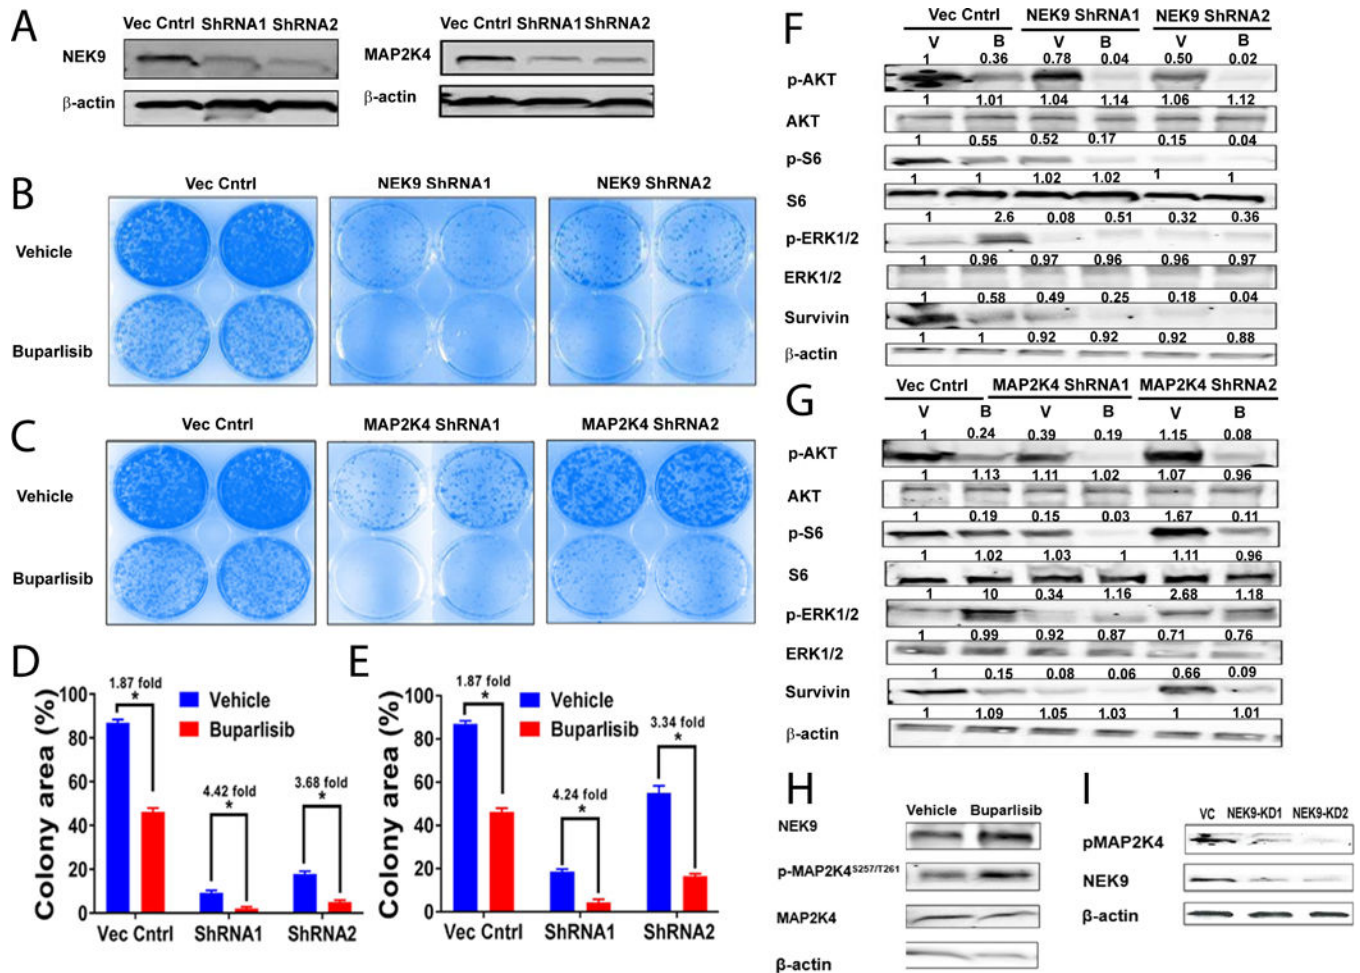 A
Vec Cntrl ShRNA1 ShRNA2
NEK9
β-actin
Vec Cntrl ShRNA1 ShRNA2
MAP2K4
β-actin
B
Vec Cntrl NEK9 ShRNA1 NEK9 ShRNA2
Vehicle
Buparlisib
C
Vec Cntrl MAP2K4 ShRNA1 MAP2K4 ShRNA2
Vehicle
Buparlisib
D
Colony area (%)
100
80
60
40
20
0
1.87 fold
*
4.42 fold
*
3.68 fold
*
Vehicle
Buparlisib
Vec Cntrl ShRNA1 ShRNA2
E
Colony area (%)
100
80
60
40
20
0
1.87 fold
*
4.24 fold
*
3.34 fold
*
Vehicle
Buparlisib
Vec Cntrl ShRNA1 ShRNA2
F
Vec Cntrl NEK9 ShRNA1 NEK9 ShRNA2
V B V B V B
1 0.36 0.78 0.04 0.50 0.02
p-AKT
1 1.01 1.04 1.14 1.06 1.12
AKT
1 0.55 0.52 0.17 0.15 0.04
p-S6
1 1 1.02 1.02 1 1
S6
1 2.6 0.08 0.51 0.32 0.36
p-ERK1/2
1 0.96 0.97 0.96 0.96 0.97
ERK1/2
1 0.58 0.49 0.25 0.18 0.04
Survivin
1 1 0.92 0.92 0.92 0.88
β-actin
G
Vec Cntrl MAP2K4 ShRNA1 MAP2K4 ShRNA2
V B V B V B
1 0.24 0.39 0.19 1.15 0.08
p-AKT
1 1.13 1.11 1.02 1.07 0.96
AKT
1 0.19 0.15 0.03 1.67 0.11
p-S6
1 1.02 1.03 1 1.11 0.96
S6
1 10 0.34 1.16 2.68 1.18
p-ERK1/2
1 0.99 0.92 0.87 0.71 0.76
ERK1/2
1 0.15 0.08 0.06 0.66 0.09
Survivin
1 1.09 1.05 1.03 1 1.01
β-actin
H
Vehicle Buparlisib
NEK9
p-MAP2K4S257/T261
MAP2K4
β-actin
I
VC NEK9-KD1 NEK9-KD2
pMAP2K4
NEK9
β-actin